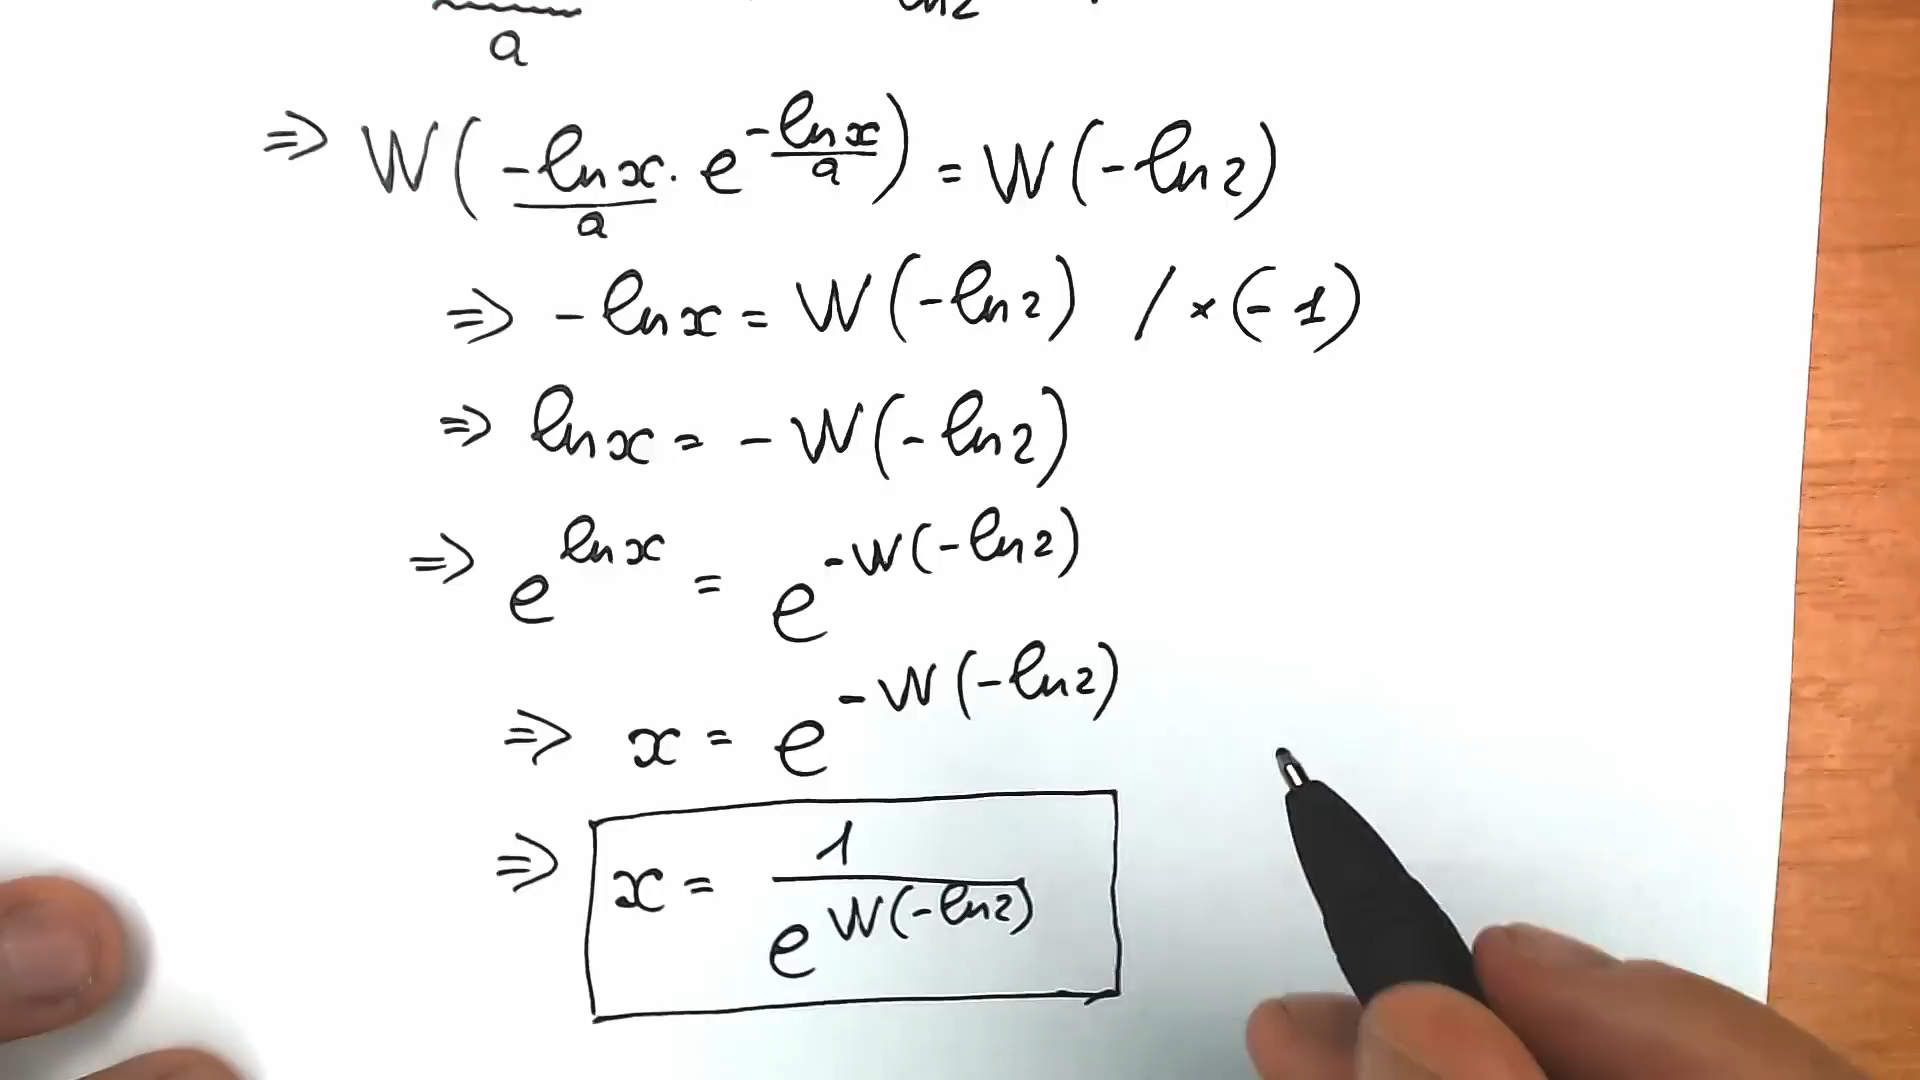 a
⇒ W(-ln x/a · e^(-ln x/a)) = W(-ln 2)
⇒ -ln x = W(-ln 2) / × (-1)
⇒ ln x = - W(-ln 2)
⇒ e^(ln x) = e^(-W(-ln 2))
⇒ x = e^(-W(-ln 2))
⇒ x = 1/e^(W(-ln 2))